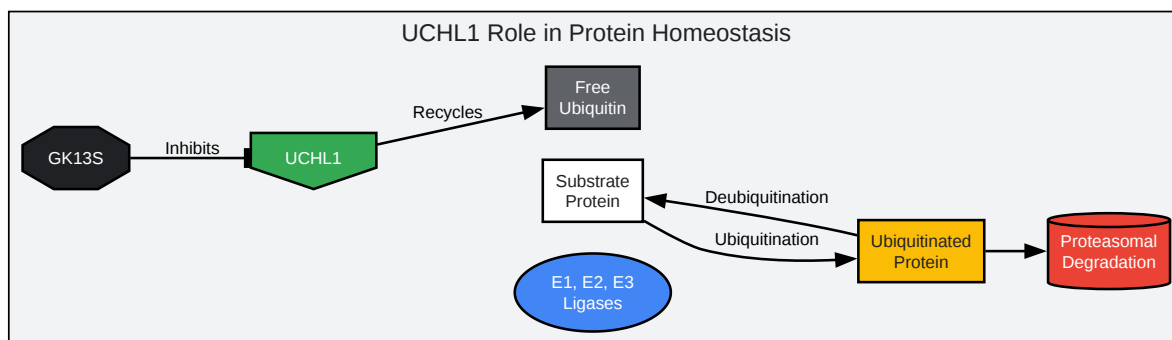 UCHL1 Role in Protein Homeostasis
GK13S
Inhibits
UCHL1
Recycles
Free
Ubiquitin
Substrate
Protein
Deubiquitination
Ubiquitination
Ubiquitinated
Protein
Proteasomal
Degradation
E1, E2, E3
Ligases